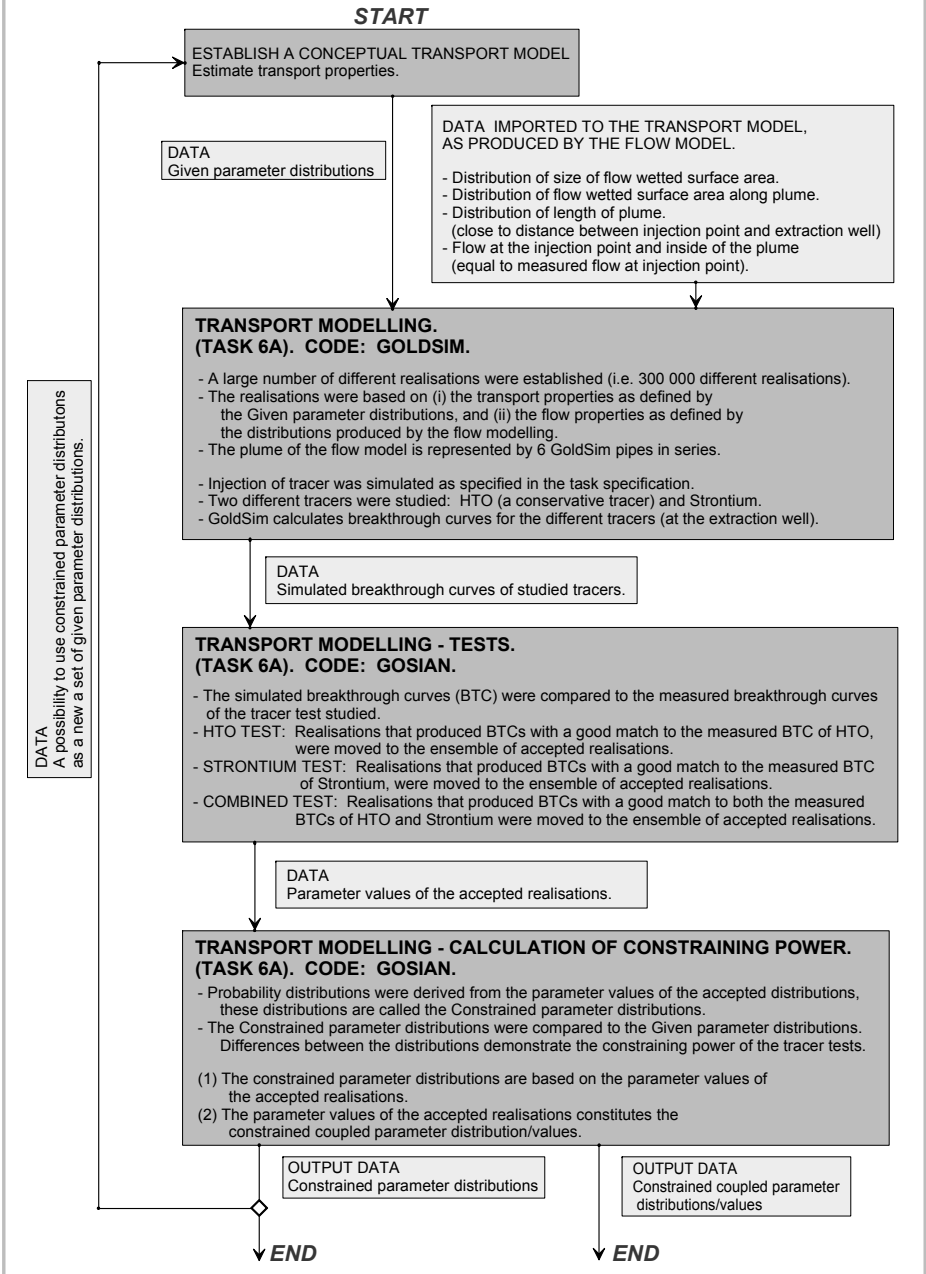 START
ESTABLISH A CONCEPTUAL TRANSPORT MODEL
Estimate transport properties.
DATA
Given parameter distributions
DATA IMPORTED TO THE TRANSPORT MODEL,
AS PRODUCED BY THE FLOW MODEL.
- Distribution of size of flow wetted surface area.
- Distribution of flow wetted surface area along plume.
- Distribution of length of plume.
(close to distance between injection point and extraction well)
- Flow at the injection point and inside of the plume
(equal to measured flow at injection point).
TRANSPORT MODELLING.
(TASK 6A). CODE: GOLDSIM.
- A large number of different realisations were established (i.e. 300 000 different realisations).
- The realisations were based on (i) the transport properties as defined by
the Given parameter distributions, and (ii) the flow properties as defined by
the distributions produced by the flow modelling.
- The plume of the flow model is represented by 6 GoldSim pipes in series.
- Injection of tracer was simulated as specified in the task specification.
- Two different tracers were studied: HTO (a conservative tracer) and Strontium.
- GoldSim calculates breakthrough curves for the different tracers (at the extraction well).
DATA
Simulated breakthrough curves of studied tracers.
TRANSPORT MODELLING - TESTS.
(TASK 6A). CODE: GOSIAN.
- The simulated breakthrough curves (BTC) were compared to the measured breakthrough curves
of the tracer test studied.
- HTO TEST: Realisations that produced BTCs with a good match to the measured BTC of HTO,
were moved to the ensemble of accepted realisations.
- STRONTIUM TEST: Realisations that produced BTCs with a good match to the measured BTC
of Strontium, were moved to the ensemble of accepted realisations.
- COMBINED TEST: Realisations that produced BTCs with a good match to both the measured
BTCs of HTO and Strontium were moved to the ensemble of accepted realisations.
DATA
Parameter values of the accepted realisations.
TRANSPORT MODELLING - CALCULATION OF CONSTRAINING POWER.
(TASK 6A). CODE: GOSIAN.
- Probability distributions were derived from the parameter values of the accepted distributions,
these distributions are called the Constrained parameter distributions.
- The Constrained parameter distributions were compared to the Given parameter distributions.
Differences between the distributions demonstrate the constraining power of the tracer tests.
(1) The constrained parameter distributions are based on the parameter values of
the accepted realisations.
(2) The parameter values of the accepted realisations constitutes the
constrained coupled parameter distribution/values.
OUTPUT DATA
Constrained parameter distributions
OUTPUT DATA
Constrained coupled parameter
distributions/values
END
END
DATA
A possibility to use constrained parameter distributons
as a new a set of given parameter distributions.